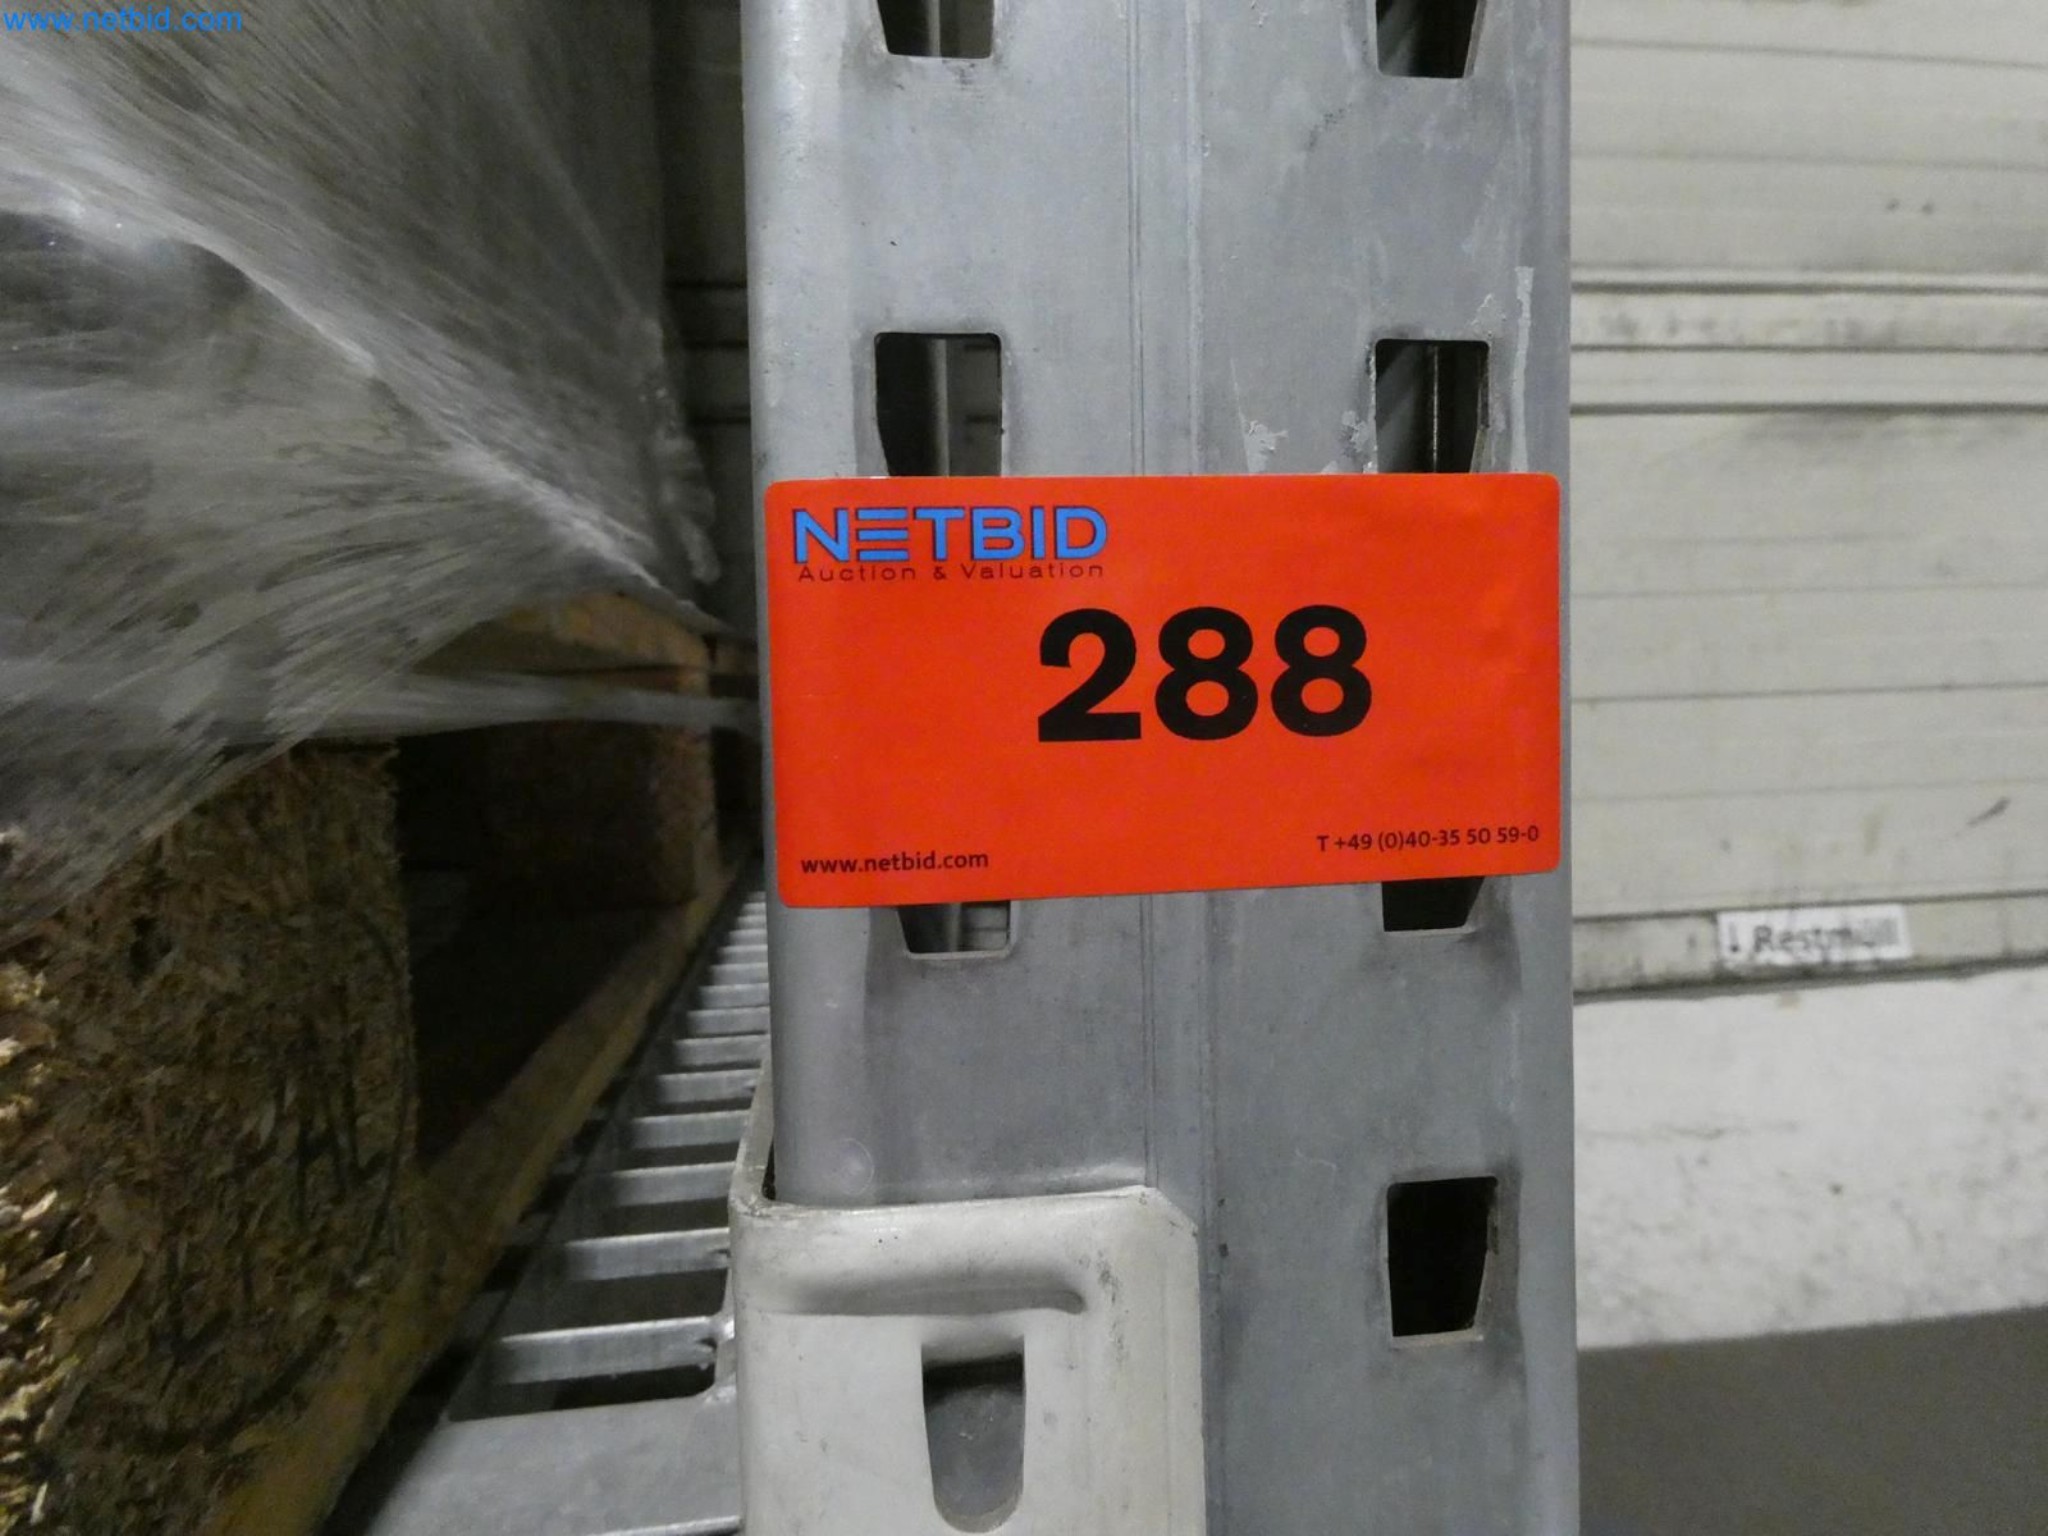 www.netbid.com
NETBID
Auction & Valuation
288
www.netbid.com
T +49 (0)40-35 50 59-0
Restmüll